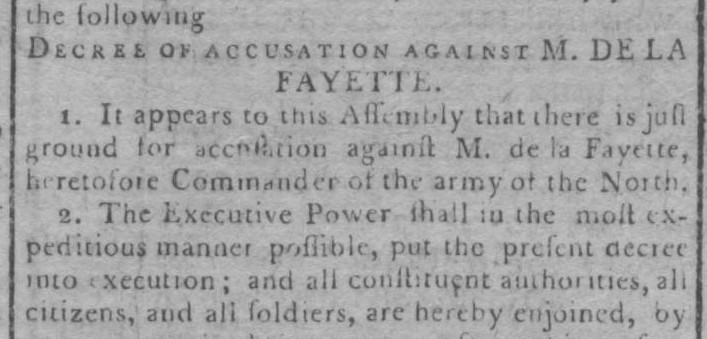 the following
DECREE OF ACCUSATION AGAINST M. DE LA
FAYETTE.
1. It appears to this Aſſembly that there is juſt
ground for accuſation againſt M. de la Fayette,
heretofore Commander of the army of the North.
2. The Executive Power ſhall in the moſt ex-
peditious manner poſſible, put the preſent decree
into execution; and all conſtituent authorities, all
citizens, and all ſoldiers, are hereby enjoined, by